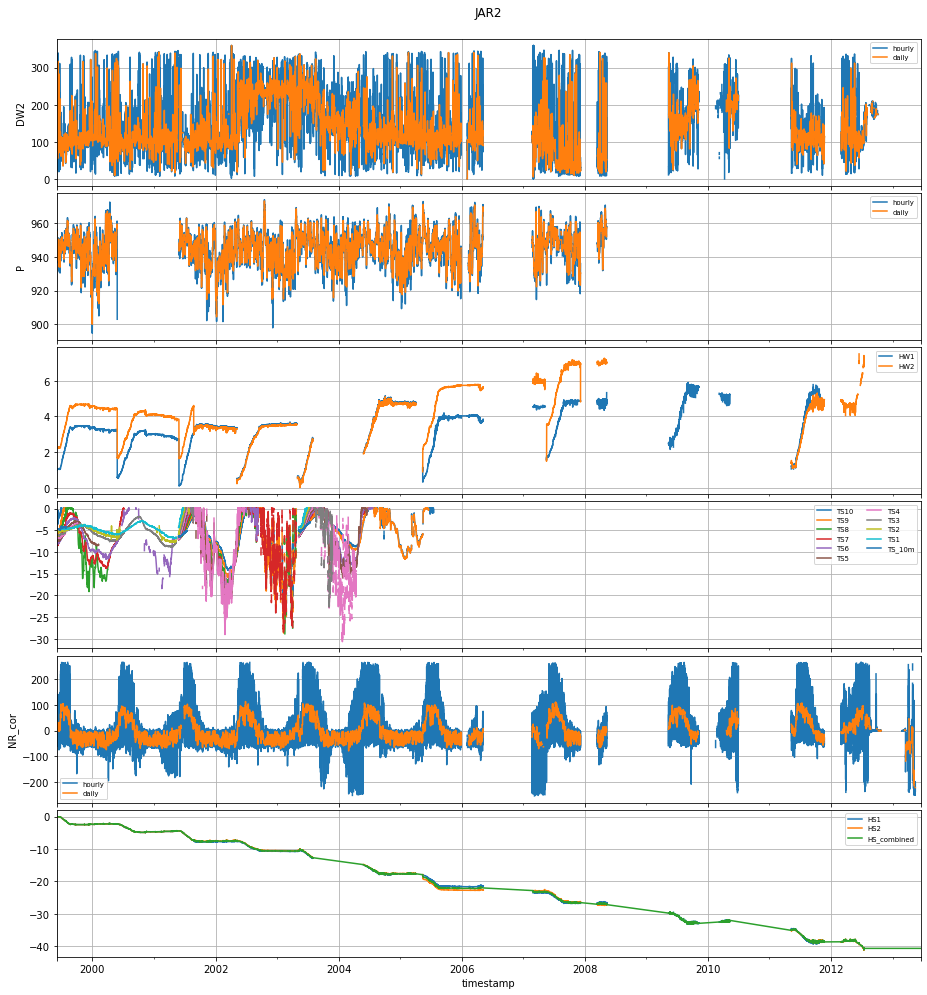 JAR2
DW2
300
200
100
0
hourly
daily
P
960
940
920
900
hourly
daily
6
4
2
0
HW1
HW2
0
−5
−10
−15
−20
−25
−30
TS10 TS4
TS9 TS3
TS8 TS2
TS7 TS1
TS6 TS_10m
TS5
NR_cor
200
100
0
−100
−200
hourly
daily
0
−10
−20
−30
−40
HS1
HS2
HS_combined
2000 2002 2004 2006 2008 2010 2012
timestamp